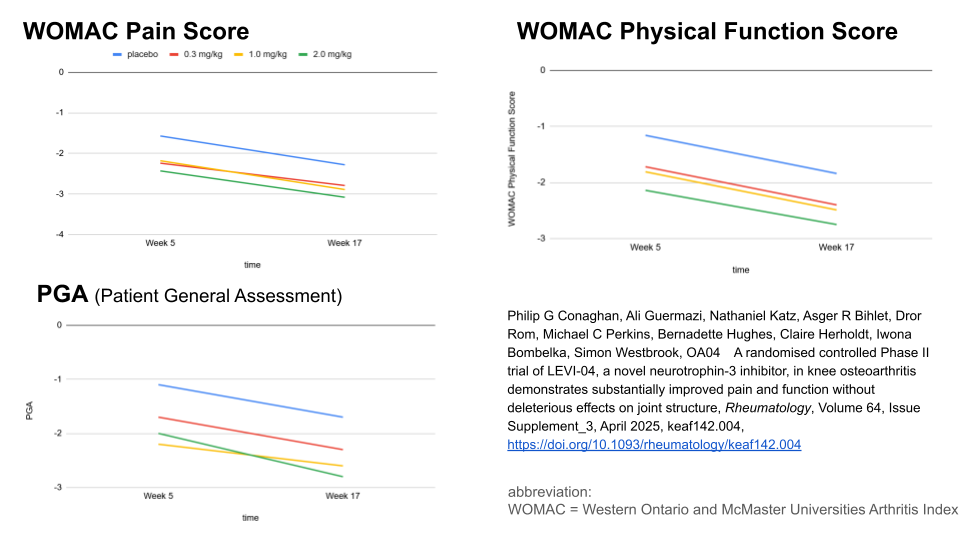 WOMAC Pain Score
placebo 0.3 mg/kg 1.0 mg/kg 2.0 mg/kg
0
-1
-2
-3
-4
Week 5 Week 17
time
WOMAC Physical Function Score
WOMAC Physical Function Score
0
-1
-2
-3
Week 5 Week 17
time
PGA (Patient General Assessment)
PGA
0
-1
-2
-3
Week 5 Week 17
time
Philip G Conaghan, Ali Guermazi, Nathaniel Katz, Asger R Bihlet, Dror
Rom, Michael C Perkins, Bernadette Hughes, Claire Herholdt, Iwona
Bombelka, Simon Westbrook, OA04 A randomised controlled Phase II
trial of LEVI-04, a novel neurotrophin-3 inhibitor, in knee osteoarthritis
demonstrates substantially improved pain and function without
deleterious effects on joint structure, Rheumatology, Volume 64, Issue
Supplement_3, April 2025, keaf142.004,
https://doi.org/10.1093/rheumatology/keaf142.004
abbreviation:
WOMAC = Western Ontario and McMaster Universities Arthritis Index